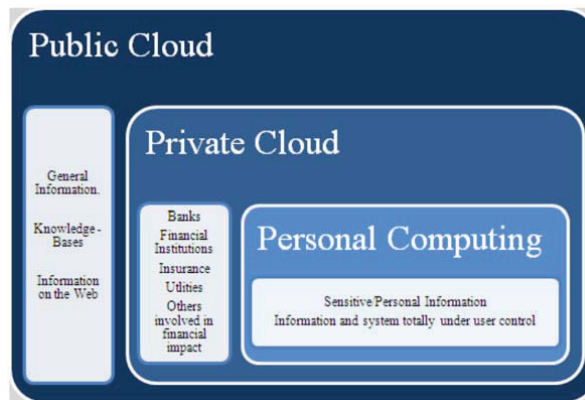 Public Cloud
General
Information.
Knowledge -
Bases
Information
on the Web
Private Cloud
Banks
Financial
Institutions
Insurance
Utlities
Others
involved in
financial
impact
Personal Computing
Sensitive/Personal Information
Information and system totally under user control